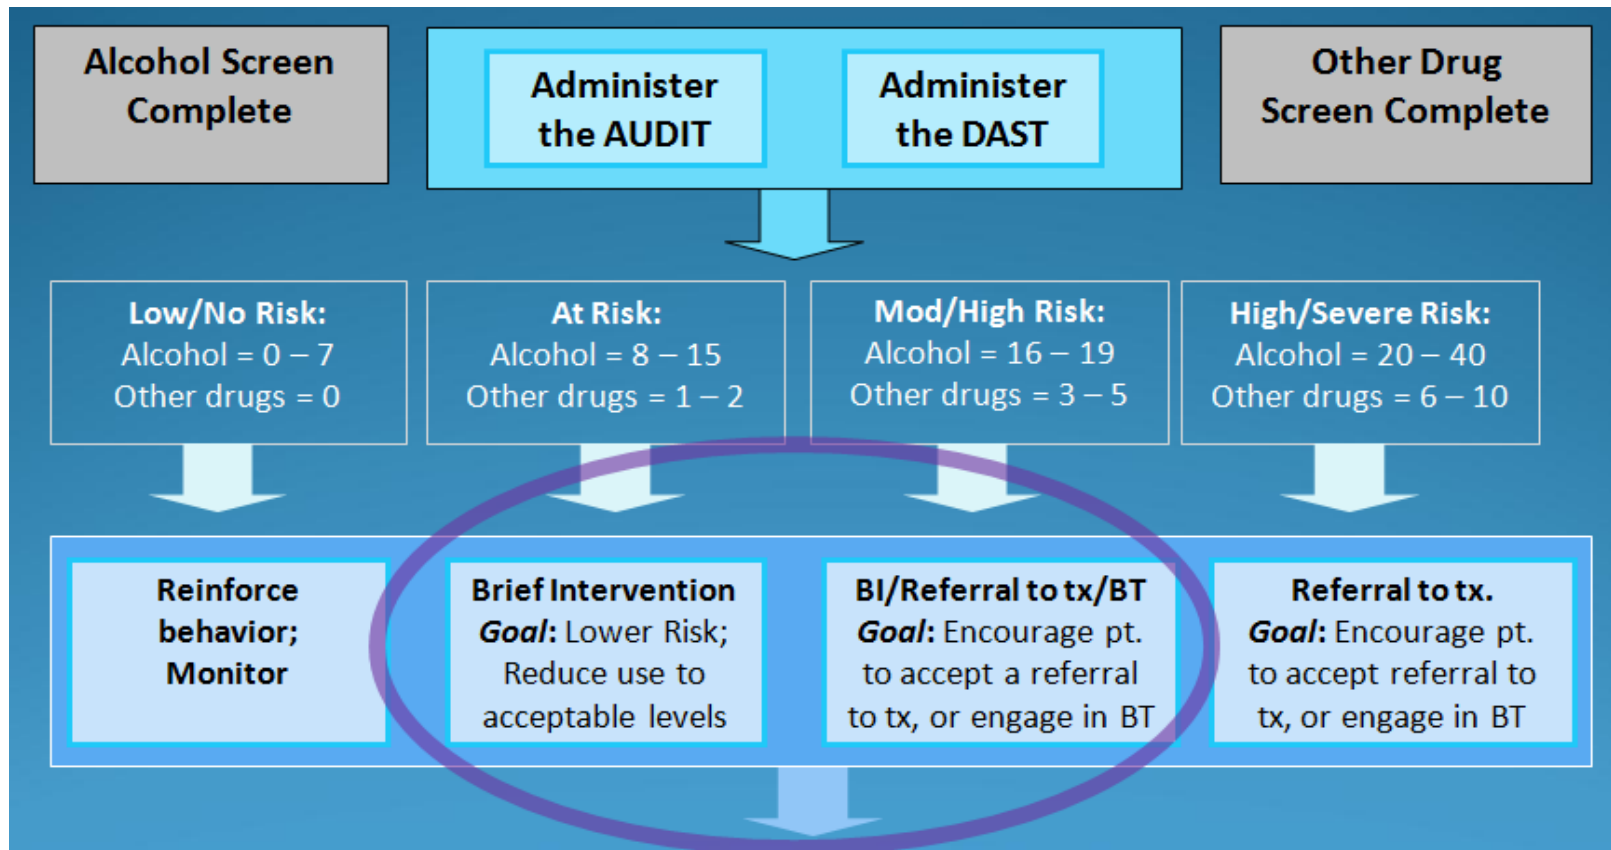 Alcohol Screen
Complete
Administer
the AUDIT
Administer
the DAST
Other Drug
Screen Complete
Low/No Risk:
Alcohol = 0 – 7
Other drugs = 0
At Risk:
Alcohol = 8 – 15
Other drugs = 1 – 2
Mod/High Risk:
Alcohol = 16 – 19
Other drugs = 3 – 5
High/Severe Risk:
Alcohol = 20 – 40
Other drugs = 6 – 10
Reinforce
behavior;
Monitor
Brief Intervention
Goal: Lower Risk;
Reduce use to
acceptable levels
BI/Referral to tx/BT
Goal: Encourage pt.
to accept a referral
to tx, or engage in BT
Referral to tx.
Goal: Encourage pt.
to accept referral to
tx, or engage in BT